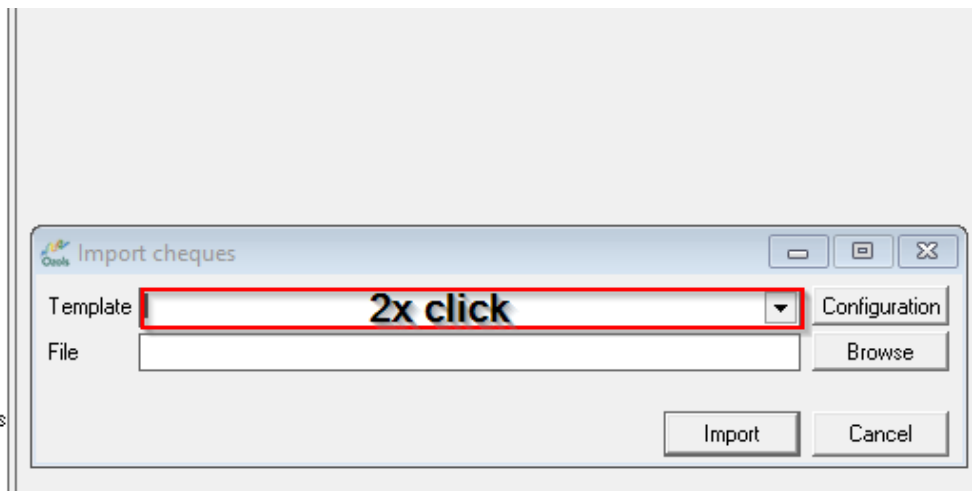 Ozols Import cheques
Template 2x click Configuration
File Browse
s
Import Cancel